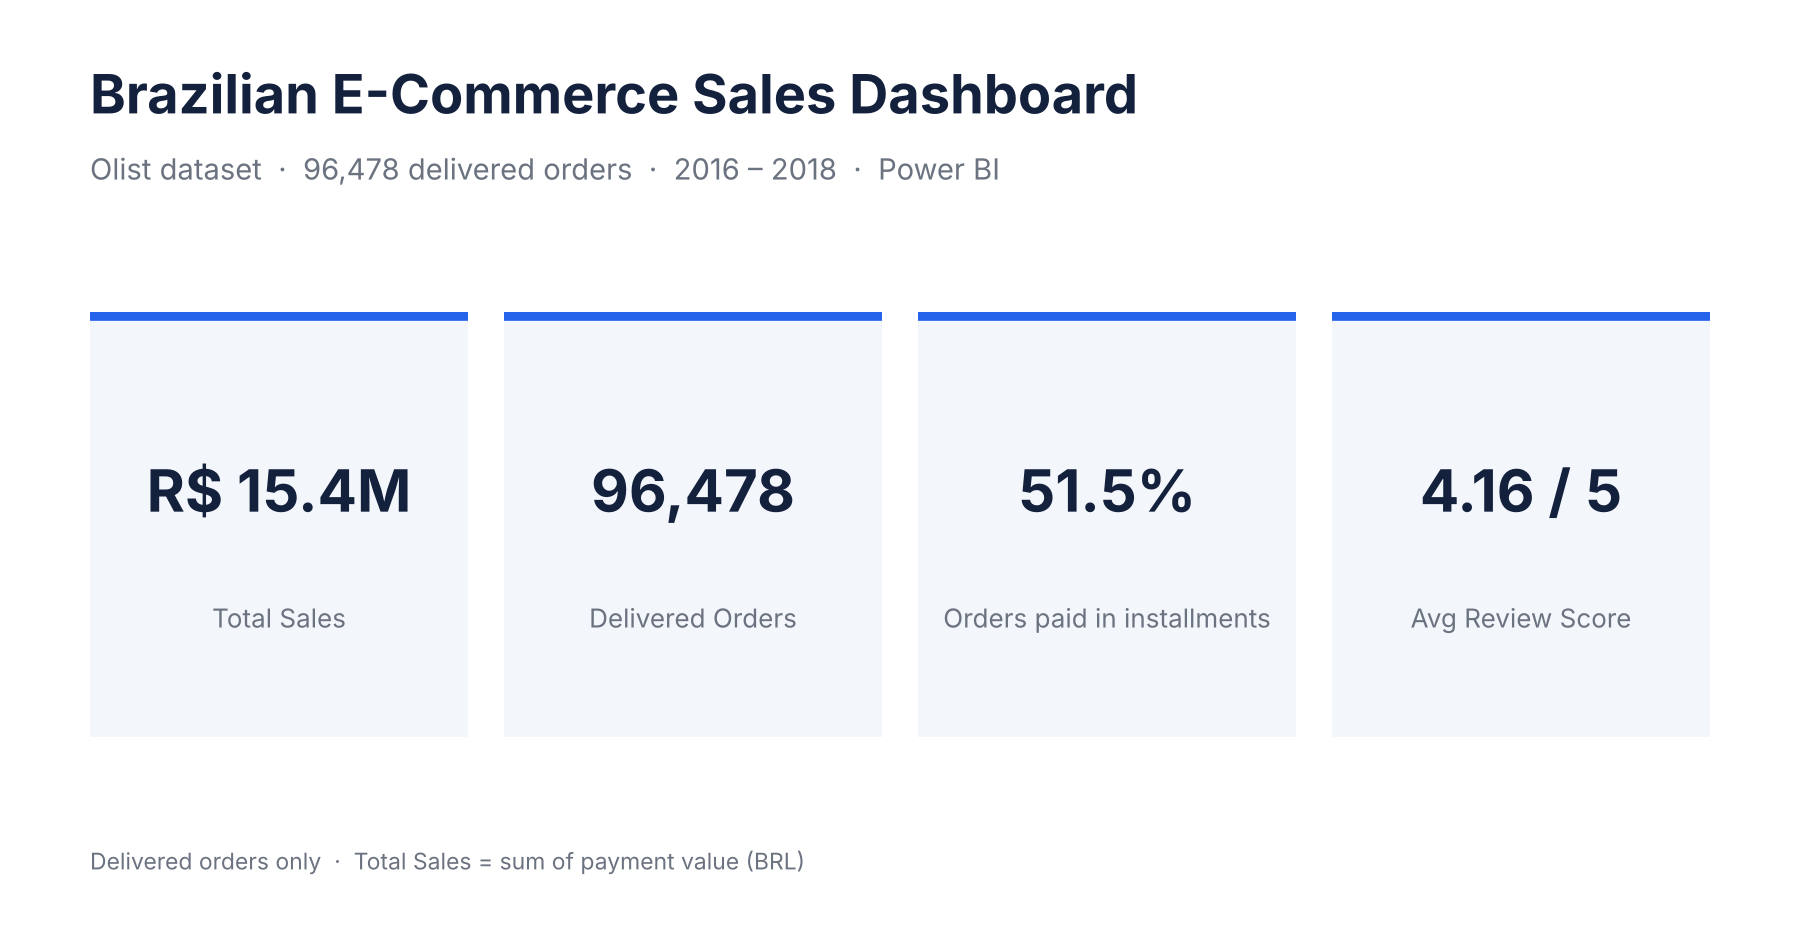 Brazilian E-Commerce Sales Dashboard
Olist dataset · 96,478 delivered orders · 2016 – 2018 · Power BI
R$ 15.4M
Total Sales
96,478
Delivered Orders
51.5%
Orders paid in installments
4.16 / 5
Avg Review Score
Delivered orders only · Total Sales = sum of payment value (BRL)